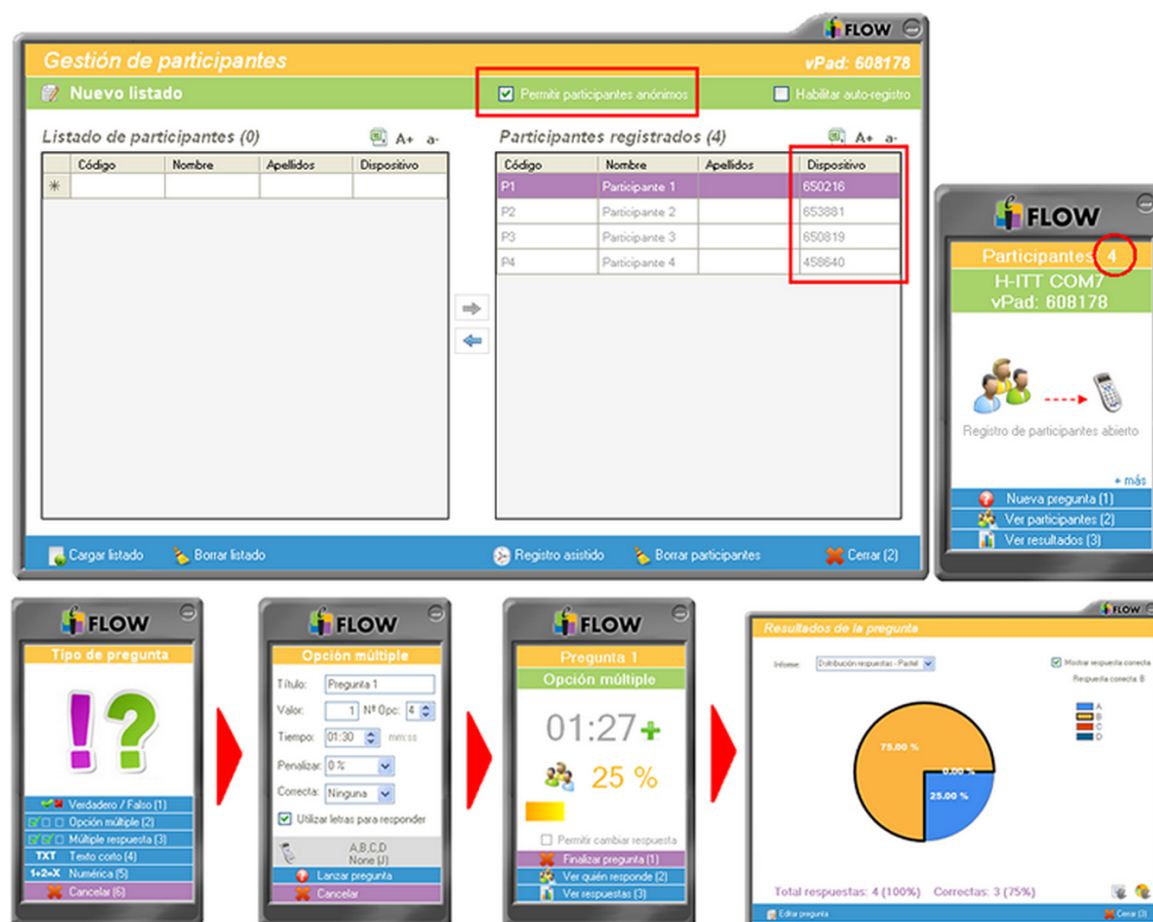 FLOW
Gestión de participantes
vPad: 608178
Nuevo listado
Permitir participantes anónimos
Habilitar auto-registro
Listado de participantes (0)
A+ a-
Participantes registrados (4)
A+ a-
Código Nombre Apellidos Dispositivo
Código Nombre Apellidos Dispositivo
P1 Participante 1 650216
P2 Participante 2 653881
P3 Participante 3 650819
P4 Participante 4 458640
Cargar listado
Borrar listado
Registro asistido
Borrar participantes
Cerrar (2)
FLOW
Participantes: 4
H-ITT COM7
vPad: 608178
Registro de participantes abierto
+ más
Nueva pregunta (1)
Ver participantes (2)
Ver resultados (3)
FLOW
Tipo de pregunta
!?
Verdadero / Falso (1)
Opción múltiple (2)
Múltiple respuesta (3)
TXT Texto corto (4)
1+2=X Numérica (5)
Cancelar (6)
FLOW
Opción múltiple
Título: Pregunta 1
Valor: 1 Nº Opc: 4
Tiempo: 01:30 mm:ss
Penalizar: 0 %
Correcta: Ninguna
Utilizar letras para responder
A,B,C,D
None (J)
Lanzar pregunta
Cancelar
FLOW
Pregunta 1
Opción múltiple
01:27+
25 %
Permitir cambiar respuesta
Finalizar pregunta (1)
Ver quién responde (2)
Ver respuestas (3)
FLOW
Resultados de la pregunta
Informe: Distribución respuestas - Pastel
Mostrar respuesta correcta
Respuesta correcta: B
A
B
C
D
75.00 %
0.00 %
25.00 %
Total respuestas: 4 (100%) Correctas: 3 (75%)
Editar pregunta
Cerrar (3)